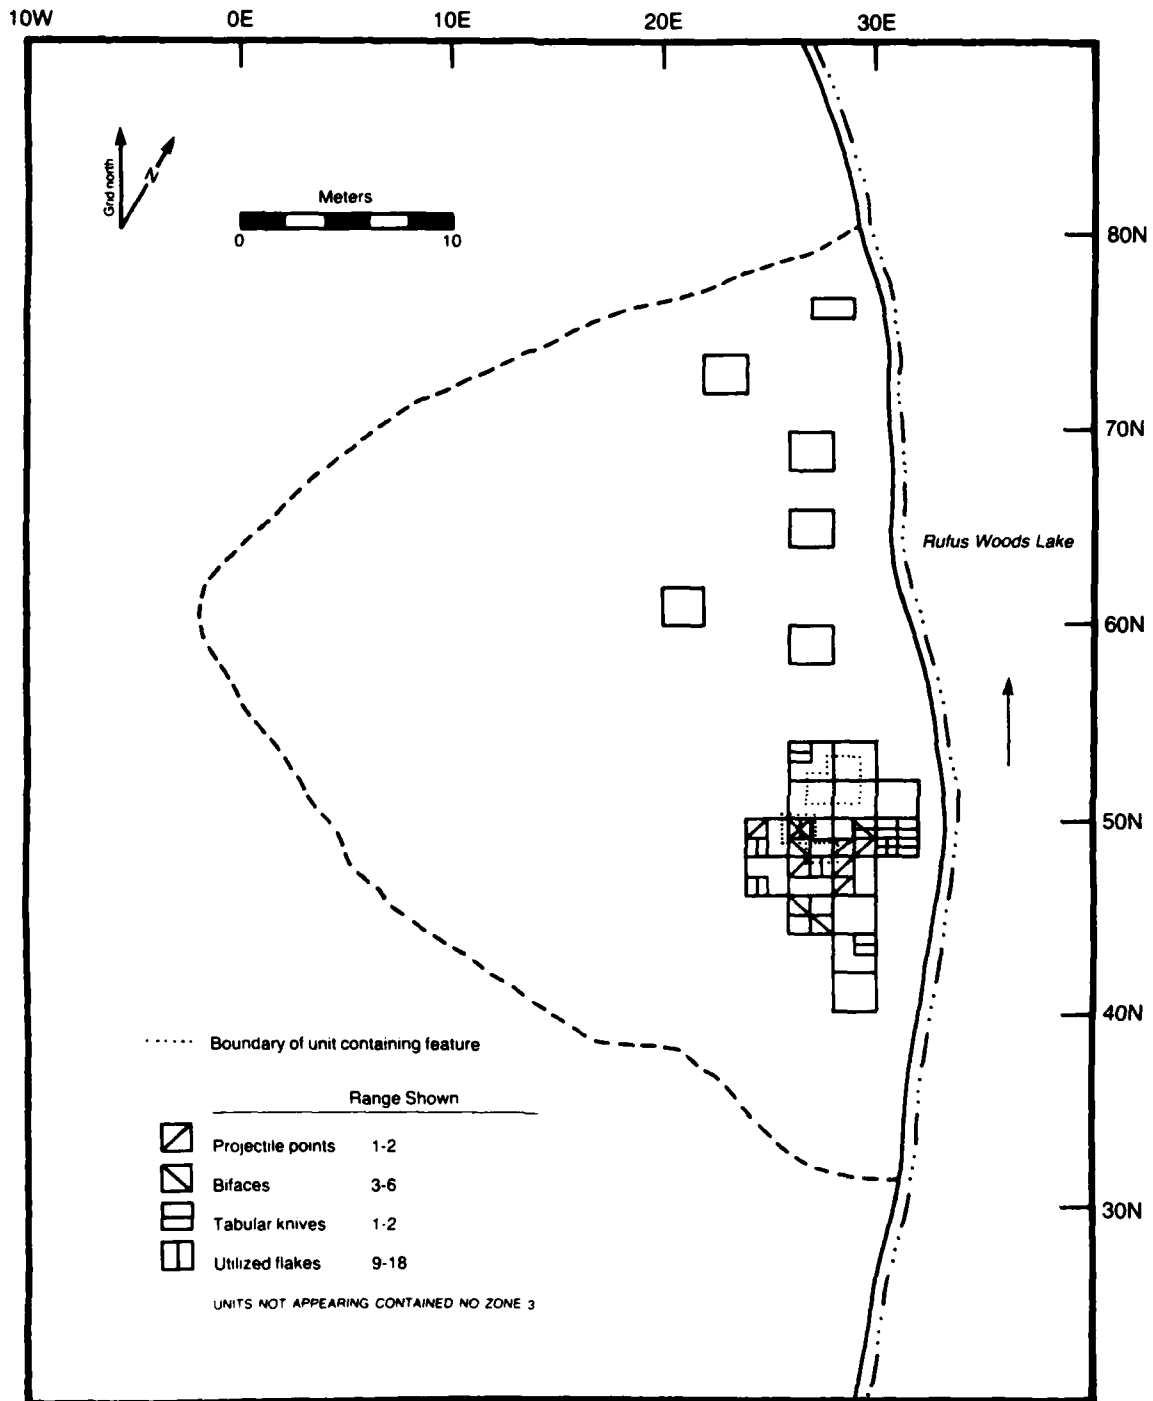 10W 0E 10E 20E 30E
Grid north
N
Meters
0 10
80N
70N
Rufus Woods Lake
60N
50N
40N
30N
Boundary of unit containing feature
Range Shown
Projectile points 1-2
Bifaces 3-6
Tabular knives 1-2
Utilized flakes 9-18
UNITS NOT APPEARING CONTAINED NO ZONE 3